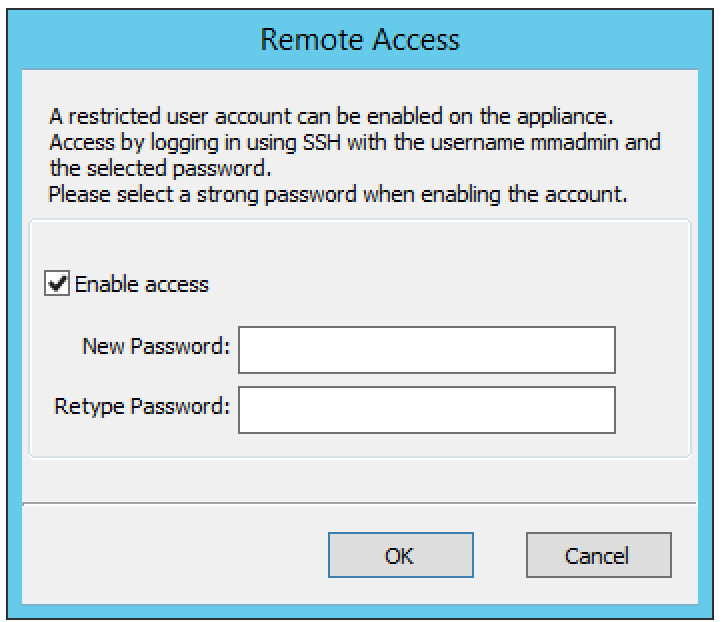 Remote Access
A restricted user account can be enabled on the appliance.
Access by logging in using SSH with the username mmadmin and
the selected password.
Please select a strong password when enabling the account.
Enable access
New Password:
Retype Password:
OK
Cancel